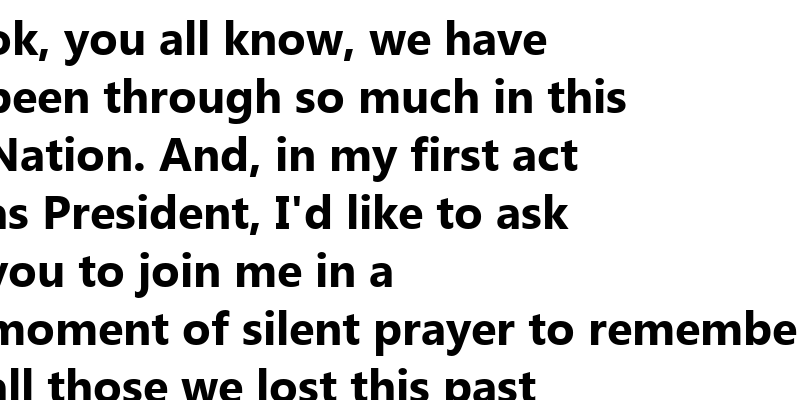 ok, you all know, we have
been through so much in this
Nation. And, in my first act
as President, I'd like to ask
you to join me in a
moment of silent prayer to remembe
all those we lost this past